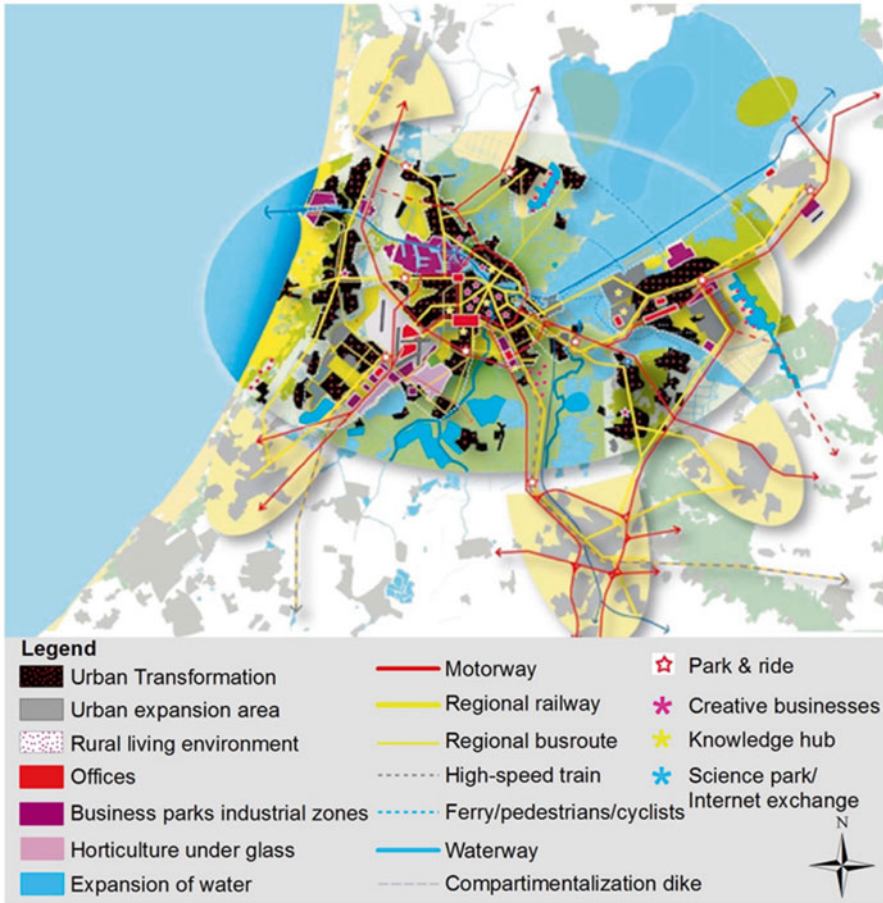 Legend
Urban Transformation
Urban expansion area
Rural living environment
Offices
Business parks industrial zones
Horticulture under glass
Expansion of water
Motorway
Regional railway
Regional busroute
High-speed train
Ferry/pedestrians/cyclists
Waterway
Compartimentalization dike
Park & ride
Creative businesses
Knowledge hub
Science park/
Internet exchange
N